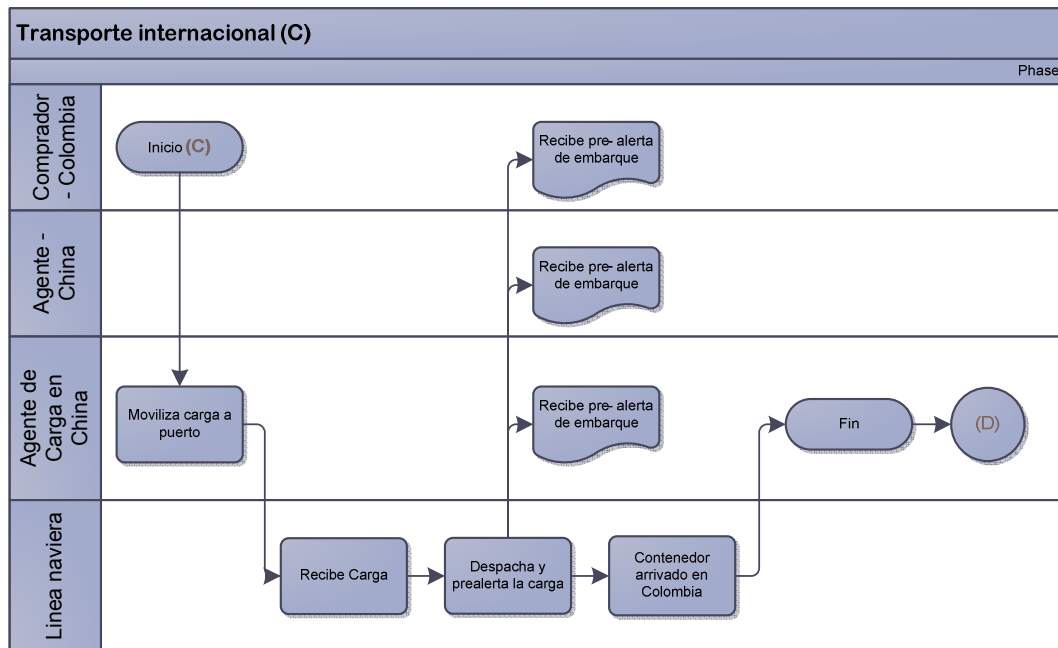 Transporte internacional (C)
Phase
Comprador
- Colombia
Inicio (C)
Recibe pre- alerta
de embarque
Agente -
China
Recibe pre- alerta
de embarque
Agente de
Carga en
China
Moviliza carga a
puerto
Recibe pre- alerta
de embarque
Fin
(D)
Linea naviera
Recibe Carga
Despacha y
prealerta la carga
Contenedor
arrivado en
Colombia